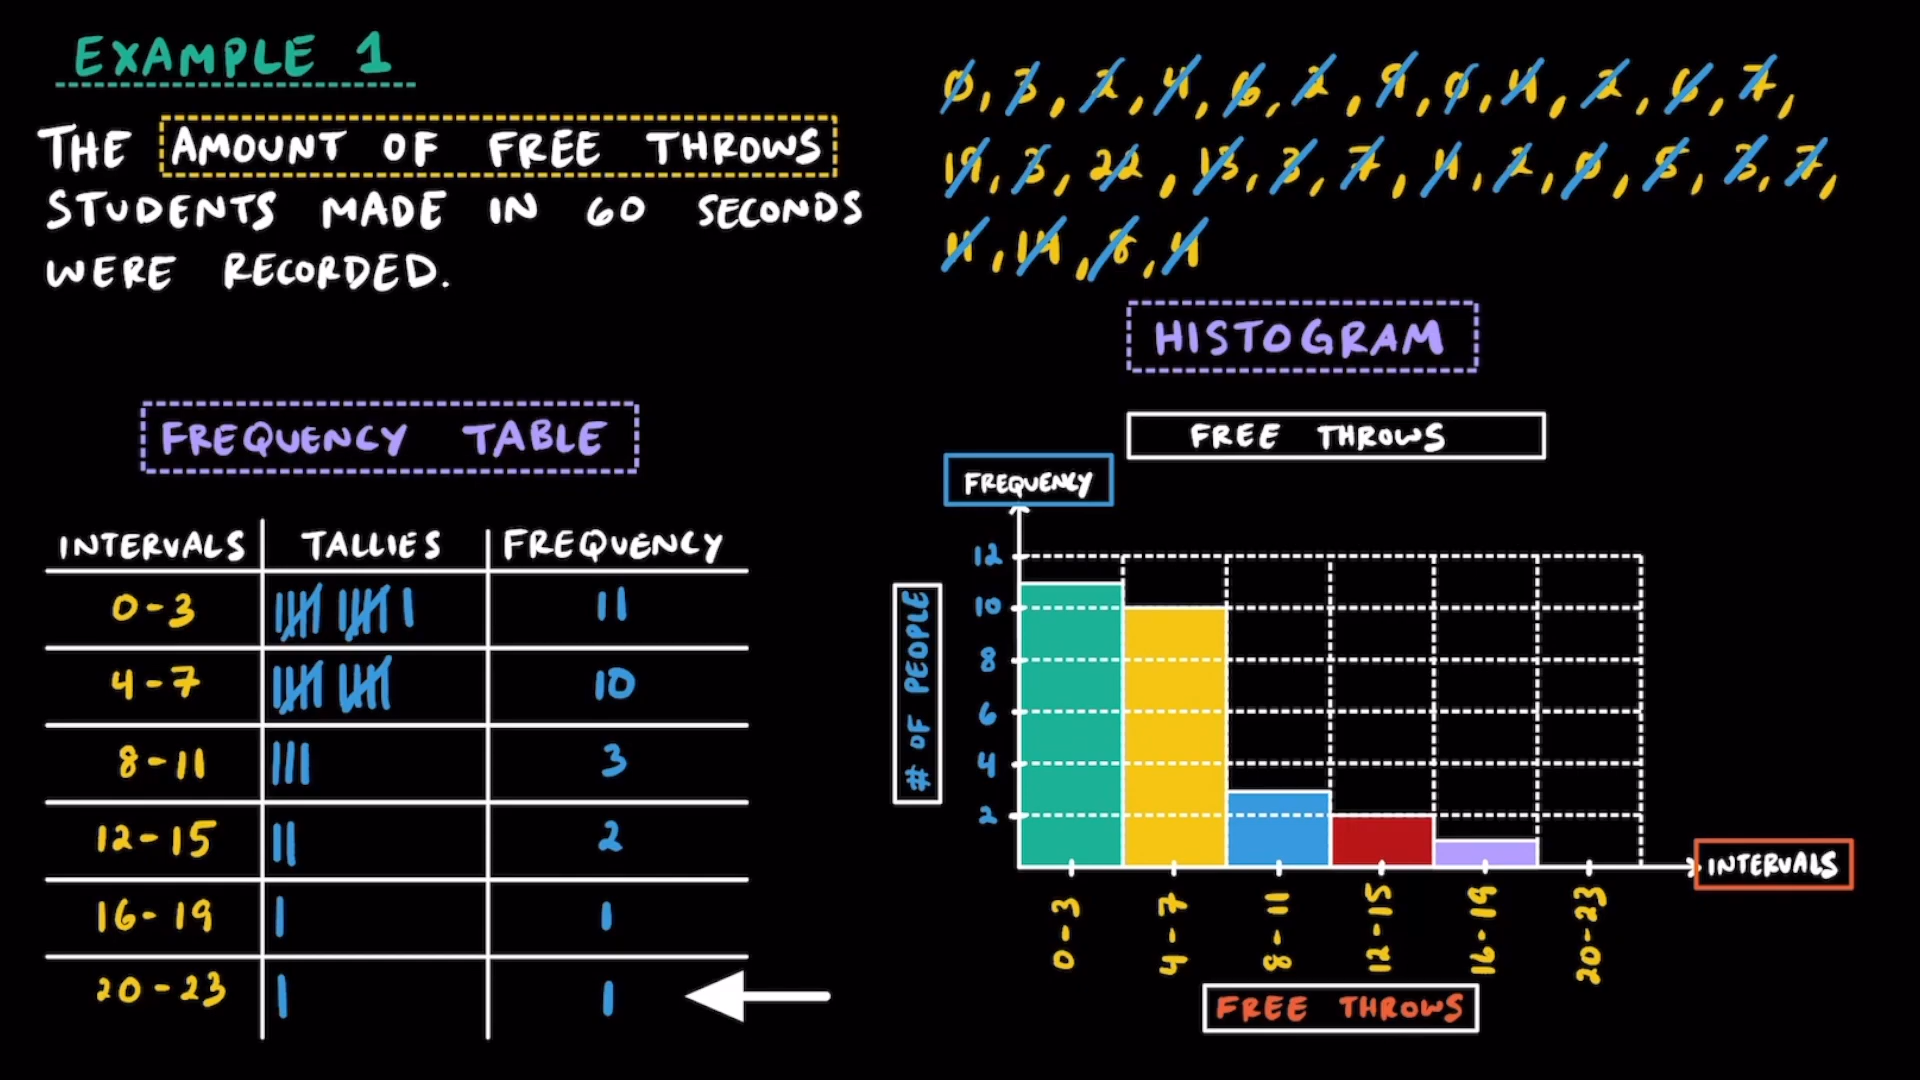 EXAMPLE 1
THE AMOUNT OF FREE THROWS
STUDENTS MADE IN 60 SECONDS
WERE RECORDED.
0, 3, 2, 4, 6, 2, 9, 0, 4, 2, 6, 7,
19, 3, 22, 13, 3, 7, 4, 2, 0, 8, 3, 7,
4, 14, 8, 4
FREQUENCY TABLE
INTERVALS TALLIES FREQUENCY
0-3 11
4-7 10
8-11 3
12-15 2
16-19 1
20-23 1
HISTOGRAM
FREE THROWS
FREQUENCY
# OF PEOPLE
12
10
8
6
4
2
INTERVALS
0-3 4-7 8-11 12-15 16-19 20-23
FREE THROWS